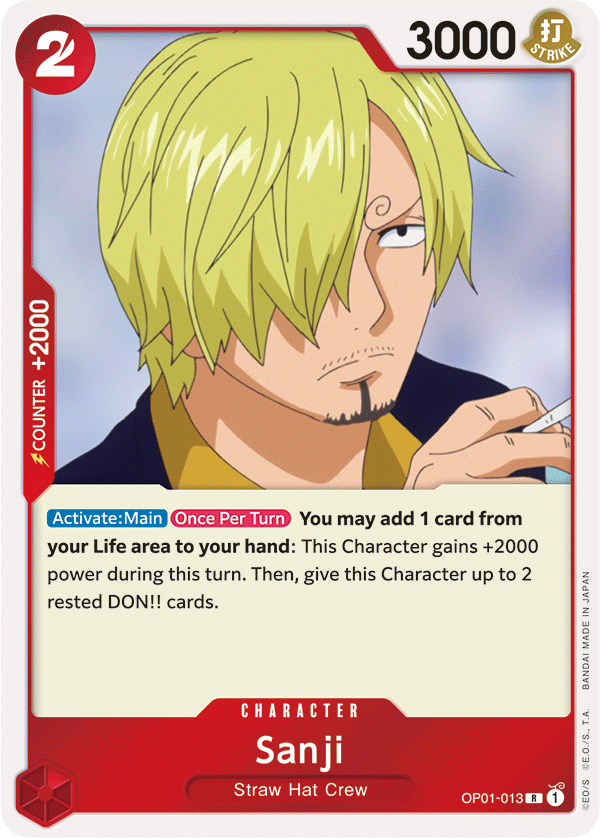 2
3000
打
STRIKE
COUNTER +2000
Activate:Main Once Per Turn You may add 1 card from
your Life area to your hand: This Character gains +2000
power during this turn. Then, give this Character up to 2
rested DON!! cards.
CHARACTER
Sanji
Straw Hat Crew
OP01-013 R 1
©E.O/S ©E.O./S., T.A. BANDAI MADE IN JAPAN